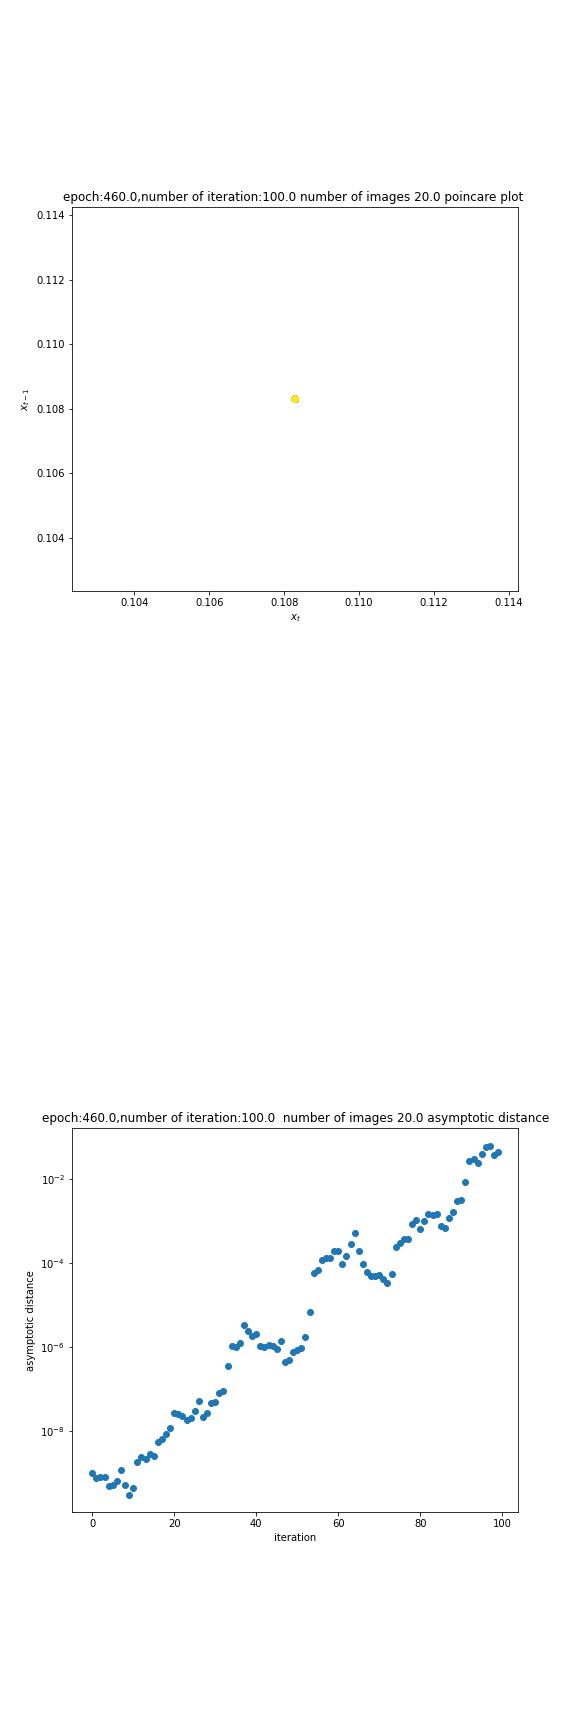 epoch:460.0,number of iteration:100.0 number of images 20.0 poincare plot
0.114
0.112
0.110
0.108
0.106
0.104
x_{t-1}
0.104 0.106 0.108 0.110 0.112 0.114
x_t
epoch:460.0,number of iteration:100.0  number of images 20.0 asymptotic distance
10⁻²
10⁻⁴
10⁻⁶
10⁻⁸
asymptotic distance
0 20 40 60 80 100
iteration